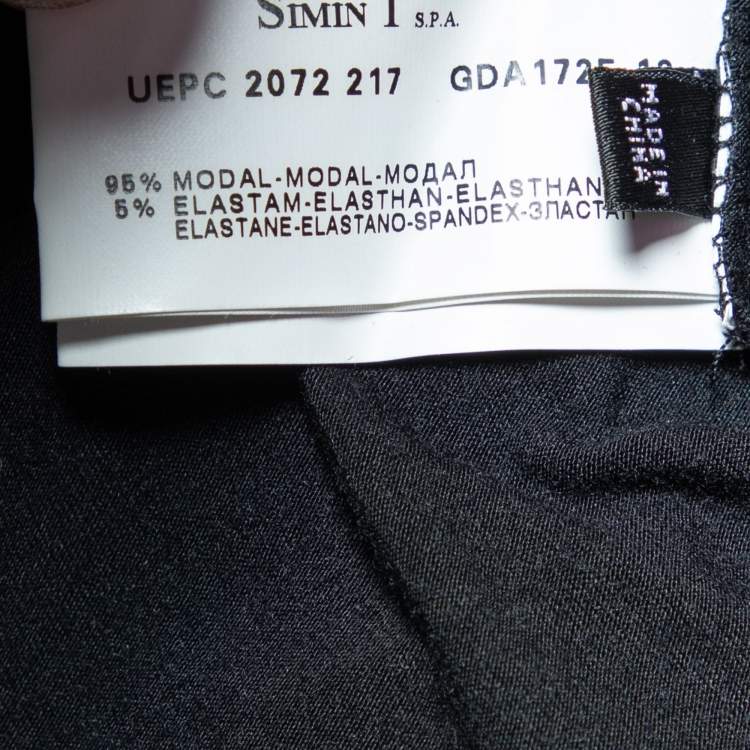 SIMIN T S.P.A.
UEPC 2072 217 GDA1725
95% MODAL-MODAL-МОДАЛ
5% ELASTAM-ELASTHAN-ELASTHAN
ELASTANE-ELASTANO-SPANDEX-ЭЛАСТАН
MADE IN
CHINA